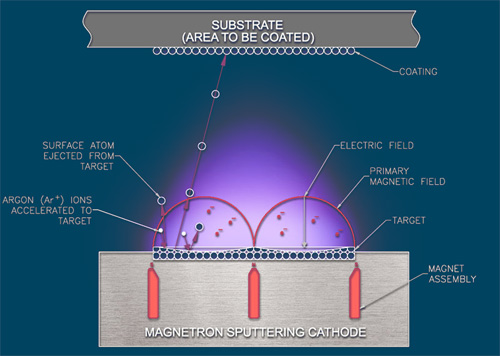 SUBSTRATE
(AREA TO BE COATED)
COATING
SURFACE ATOM
EJECTED FROM
TARGET
ELECTRIC FIELD
PRIMARY
MAGNETIC FIELD
ARGON (Ar⁺) IONS
ACCELERATED TO
TARGET
TARGET
MAGNET
ASSEMBLY
MAGNETRON SPUTTERING CATHODE